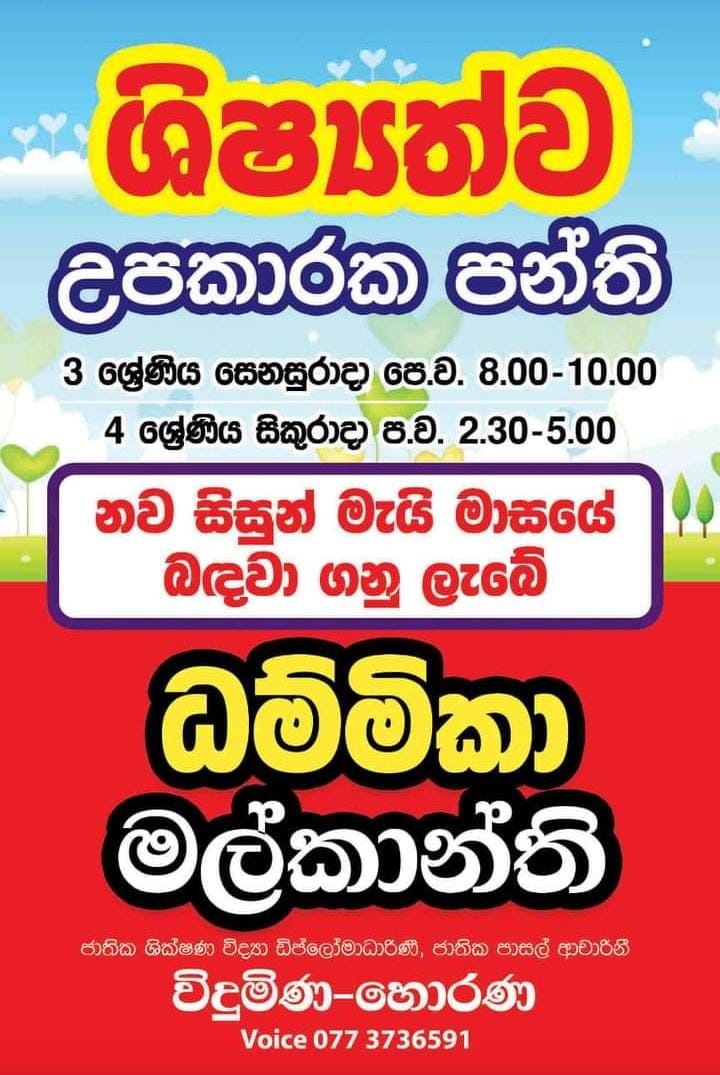 ශිෂ්‍යත්ව
උපකාරක පන්ති
3 ශ්‍රේණිය සෙනසුරාදා පෙ.ව. 8.00-10.00
4 ශ්‍රේණිය සිකුරාදා ප.ව. 2.30-5.00
නව සිසුන් මැයි මාසයේ
බඳවා ගනු ලැබේ
ධම්මිකා
මල්කාන්ති
ජාතික ශික්ෂණ විද්‍යා ඩිප්ලෝමාධාරිණී, ජාතික පාසල් ආචාරිනී
විදුමිණ-හොරණ
Voice 077 3736591